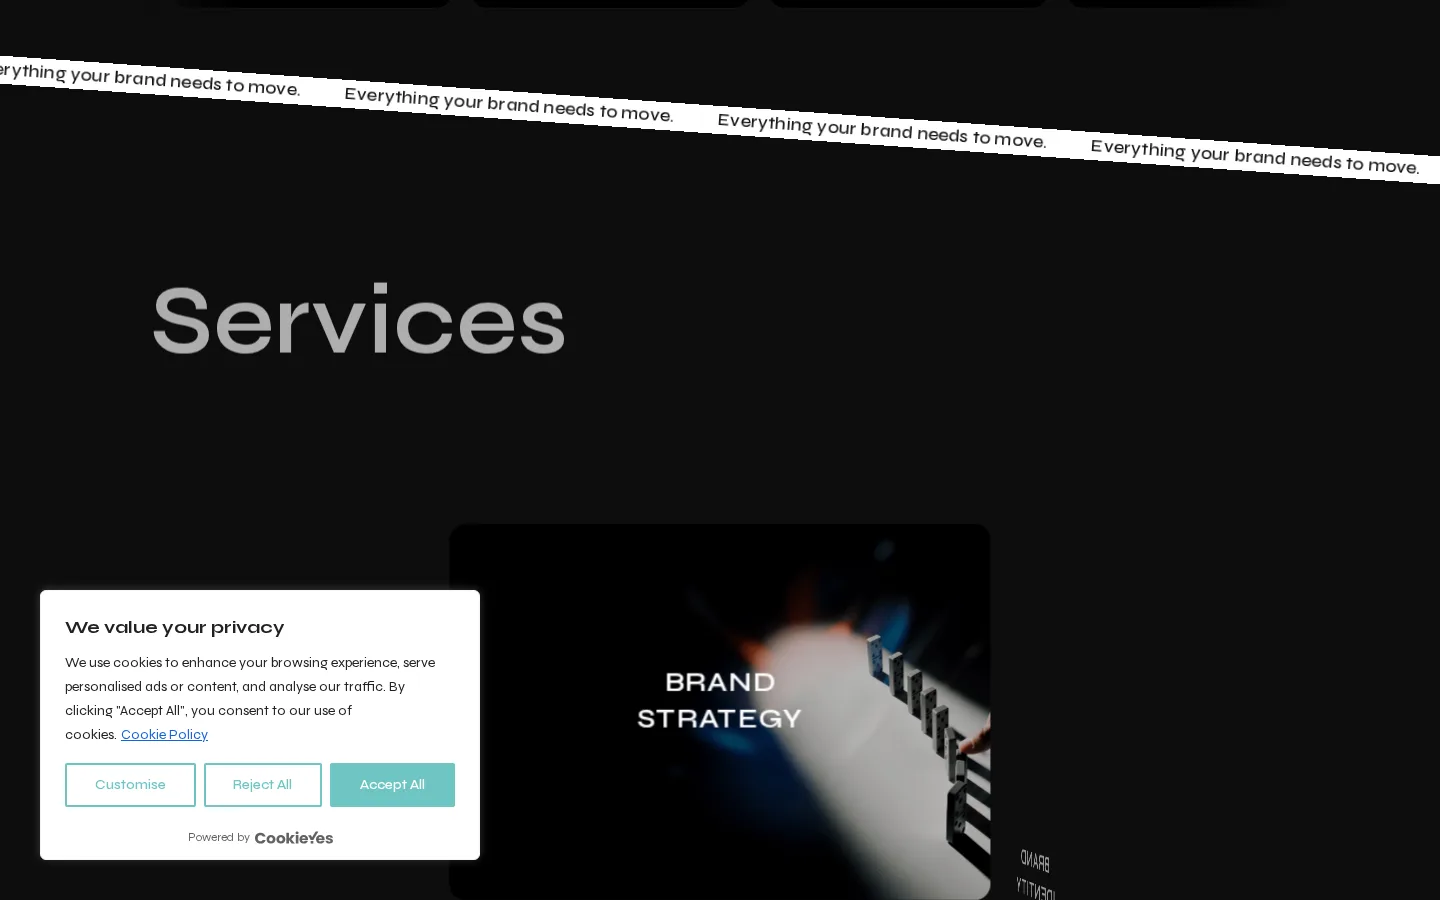 erything your brand needs to move. Everything your brand needs to move. Everything your brand needs to move. Everything your brand needs to move.
Services
BRAND
STRATEGY
We value your privacy
We use cookies to enhance your browsing experience, serve
personalised ads or content, and analyse our traffic. By
clicking "Accept All", you consent to our use of
cookies. Cookie Policy
Customise Reject All Accept All
Powered by CookieYes
BRAND
IDENTITY